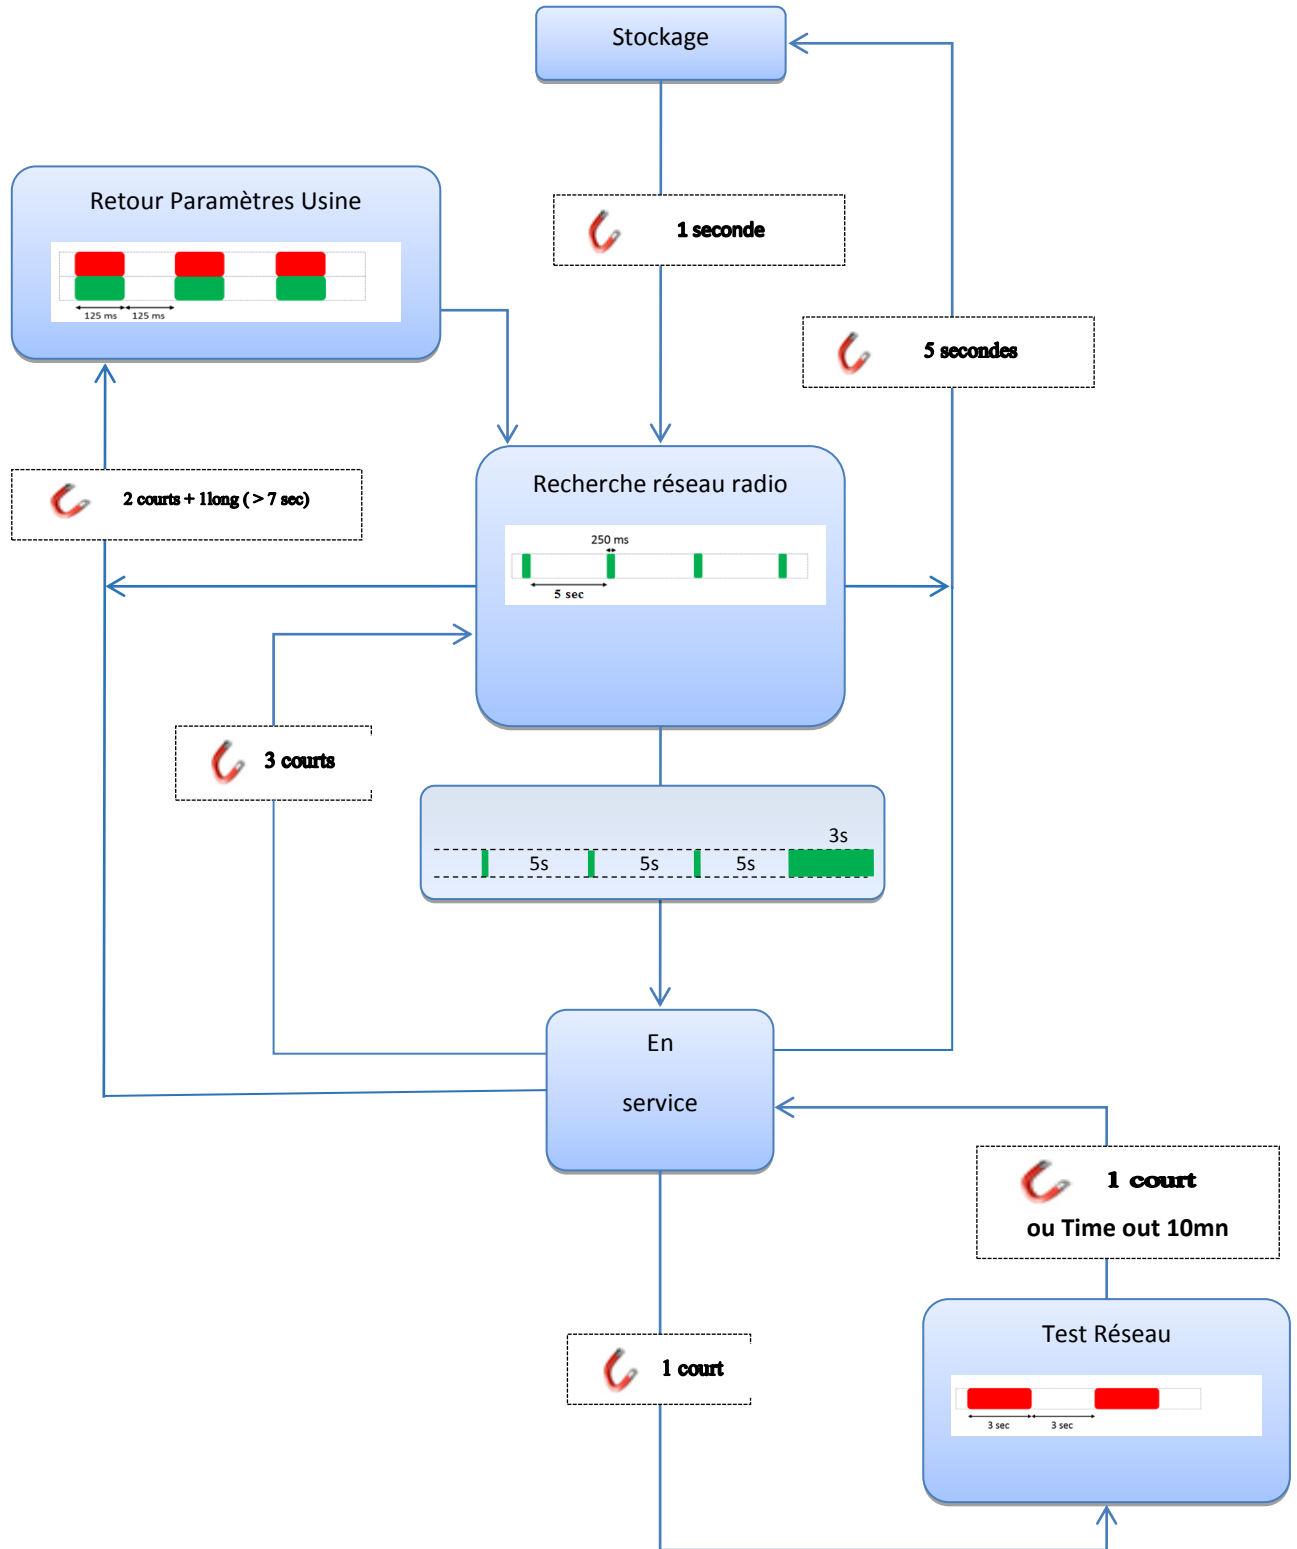 Stockage
1 seconde
Retour Paramètres Usine
125 ms 125 ms
5 secondes
2 courts + 1long ( > 7 sec)
Recherche réseau radio
250 ms
5 sec
3 courts
3s
5s 5s 5s
En
service
1 court
ou Time out 10mn
Test Réseau
3 sec 3 sec
1 court